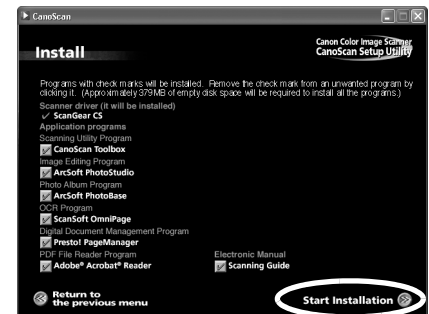 CanoScan
Install
Canon Color Image Scanner
CanoScan Setup Utility
Programs with check marks will be installed. Remove the check mark from an unwanted program by
clicking it. (Approximately 379MB of empty disk space will be required to install all the programs.)
Scanner driver (it will be installed)
ScanGear CS
Application programs
Scanning Utility Program
CanoScan Toolbox
Image Editing Program
ArcSoft PhotoStudio
Photo Album Program
ArcSoft PhotoBase
OCR Program
ScanSoft OmniPage
Digital Document Management Program
Presto! PageManager
PDF File Reader Program
Adobe® Acrobat® Reader
Electronic Manual
Scanning Guide
Return to
the previous menu
Start Installation